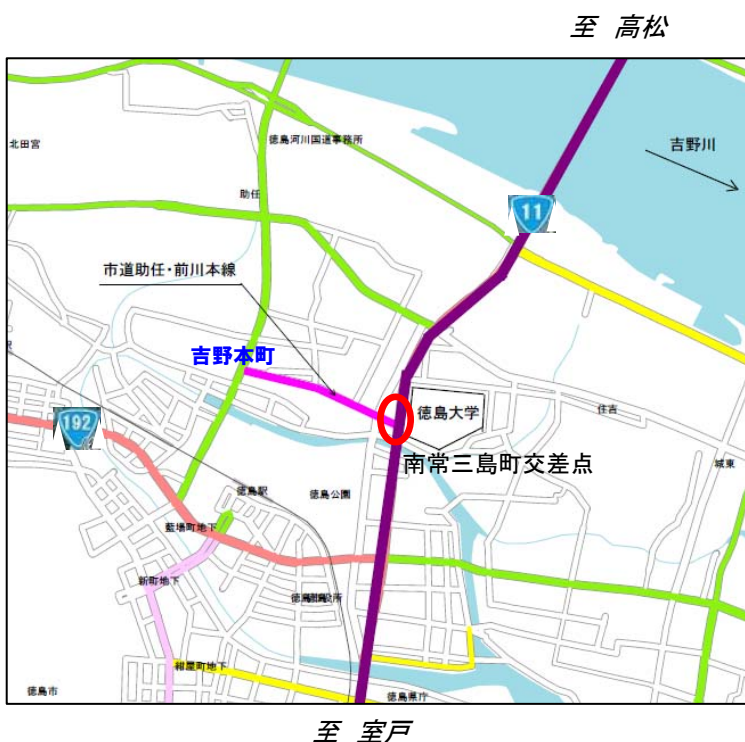 至 高松
徳島河川国道事務所
北田宮
吉野川
助任
11
市道助任・前川本線
吉野本町
徳島大学
住吉
192
南常三島町交差点
城東
徳島駅
徳島公園
藍場町地下
新町地下
紺屋町地下
徳島市
徳島県庁
至 室戸